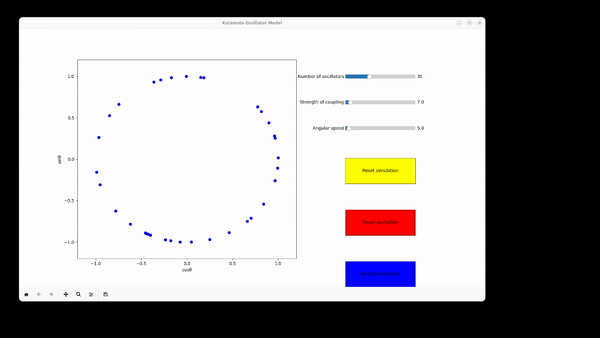 Kuramoto Oscillator Model
Number of oscillators 35
Strength of coupling 7.0
Angular speed 5.0
Reset simulation
1.0
0.5
0.0
−0.5
−1.0
−1.0 −0.5 0.0 0.5 1.0
cosθ
sinθ